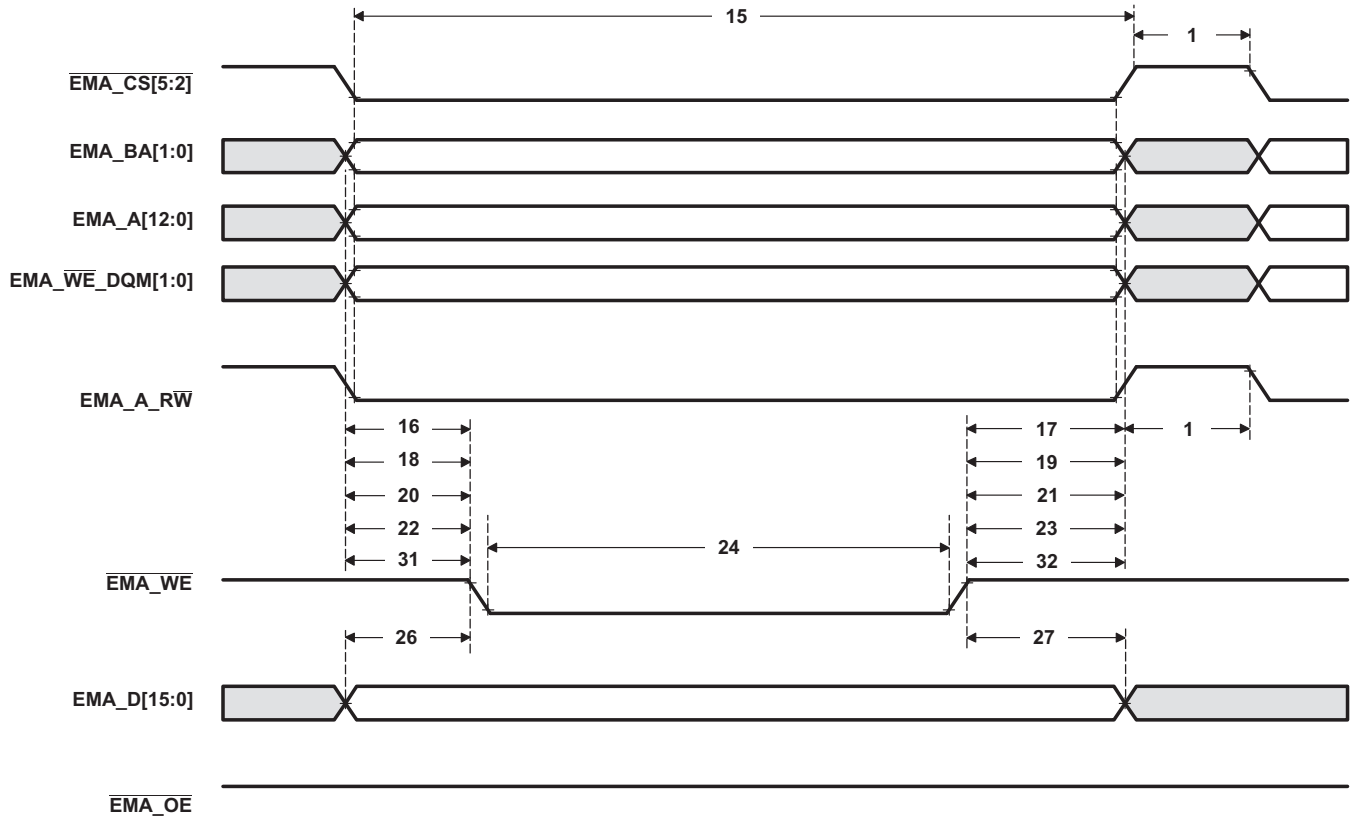 15
1
EMA_CS[5:2]
EMA_BA[1:0]
EMA_A[12:0]
EMA_WE_DQM[1:0]
EMA_A_RW
16 17 1
18 19
20 21
22 23
24
31 32
EMA_WE
26 27
EMA_D[15:0]
EMA_OE